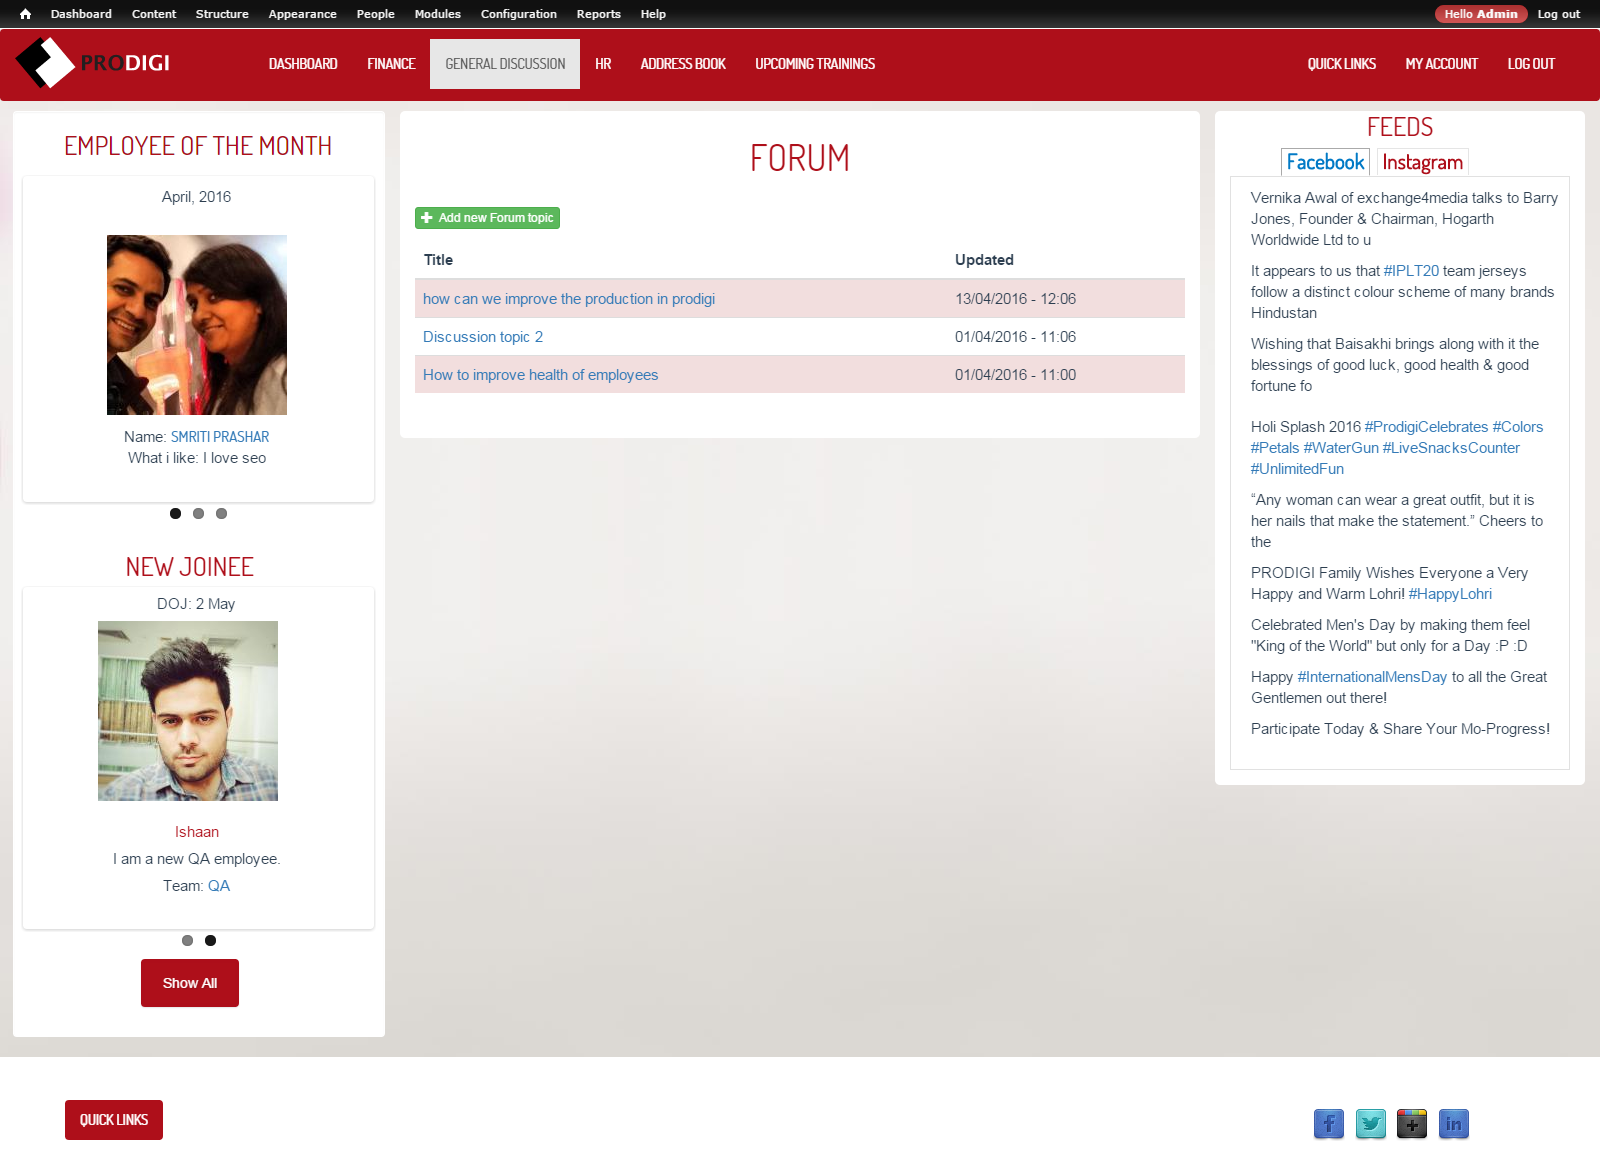 Dashboard Content Structure Appearance People Modules Configuration Reports Help Hello Admin Log out
PRODIGI DASHBOARD FINANCE GENERAL DISCUSSION HR ADDRESS BOOK UPCOMING TRAININGS QUICK LINKS MY ACCOUNT LOG OUT
EMPLOYEE OF THE MONTH
April, 2016
Name: SMRITI PRASHAR
What i like: I love seo
NEW JOINEE
DOJ: 2 May
Ishaan
I am a new QA employee.
Team: QA
Show All
FORUM
Add new Forum topic
Title Updated
how can we improve the production in prodigi 13/04/2016 - 12:06
Discussion topic 2 01/04/2016 - 11:06
How to improve health of employees 01/04/2016 - 11:00
FEEDS
Facebook Instagram
Vernika Awal of exchange4media talks to Barry
Jones, Founder & Chairman, Hogarth
Worldwide Ltd to u
It appears to us that #IPLT20 team jerseys
follow a distinct colour scheme of many brands
Hindustan
Wishing that Baisakhi brings along with it the
blessings of good luck, good health & good
fortune fo
Holi Splash 2016 #ProdigiCelebrates #Colors
#Petals #WaterGun #LiveSnacksCounter
#UnlimitedFun
“Any woman can wear a great outfit, but it is
her nails that make the statement.” Cheers to
the
PRODIGI Family Wishes Everyone a Very
Happy and Warm Lohri! #HappyLohri
Celebrated Men's Day by making them feel
"King of the World" but only for a Day :P :D
Happy #InternationalMensDay to all the Great
Gentlemen out there!
Participate Today & Share Your Mo-Progress!
QUICK LINKS